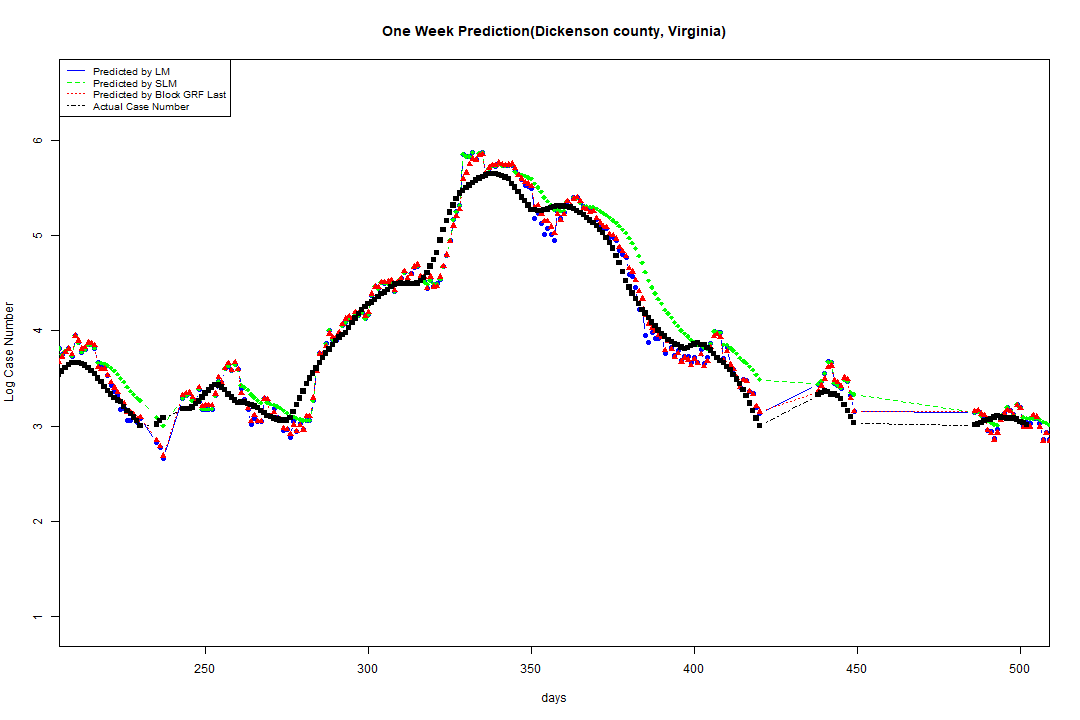 One Week Prediction(Dickenson county, Virginia)
Predicted by LM
Predicted by SLM
Predicted by Block GRF Last
Actual Case Number
Log Case Number
6
5
4
3
2
1
250 300 350 400 450 500
days